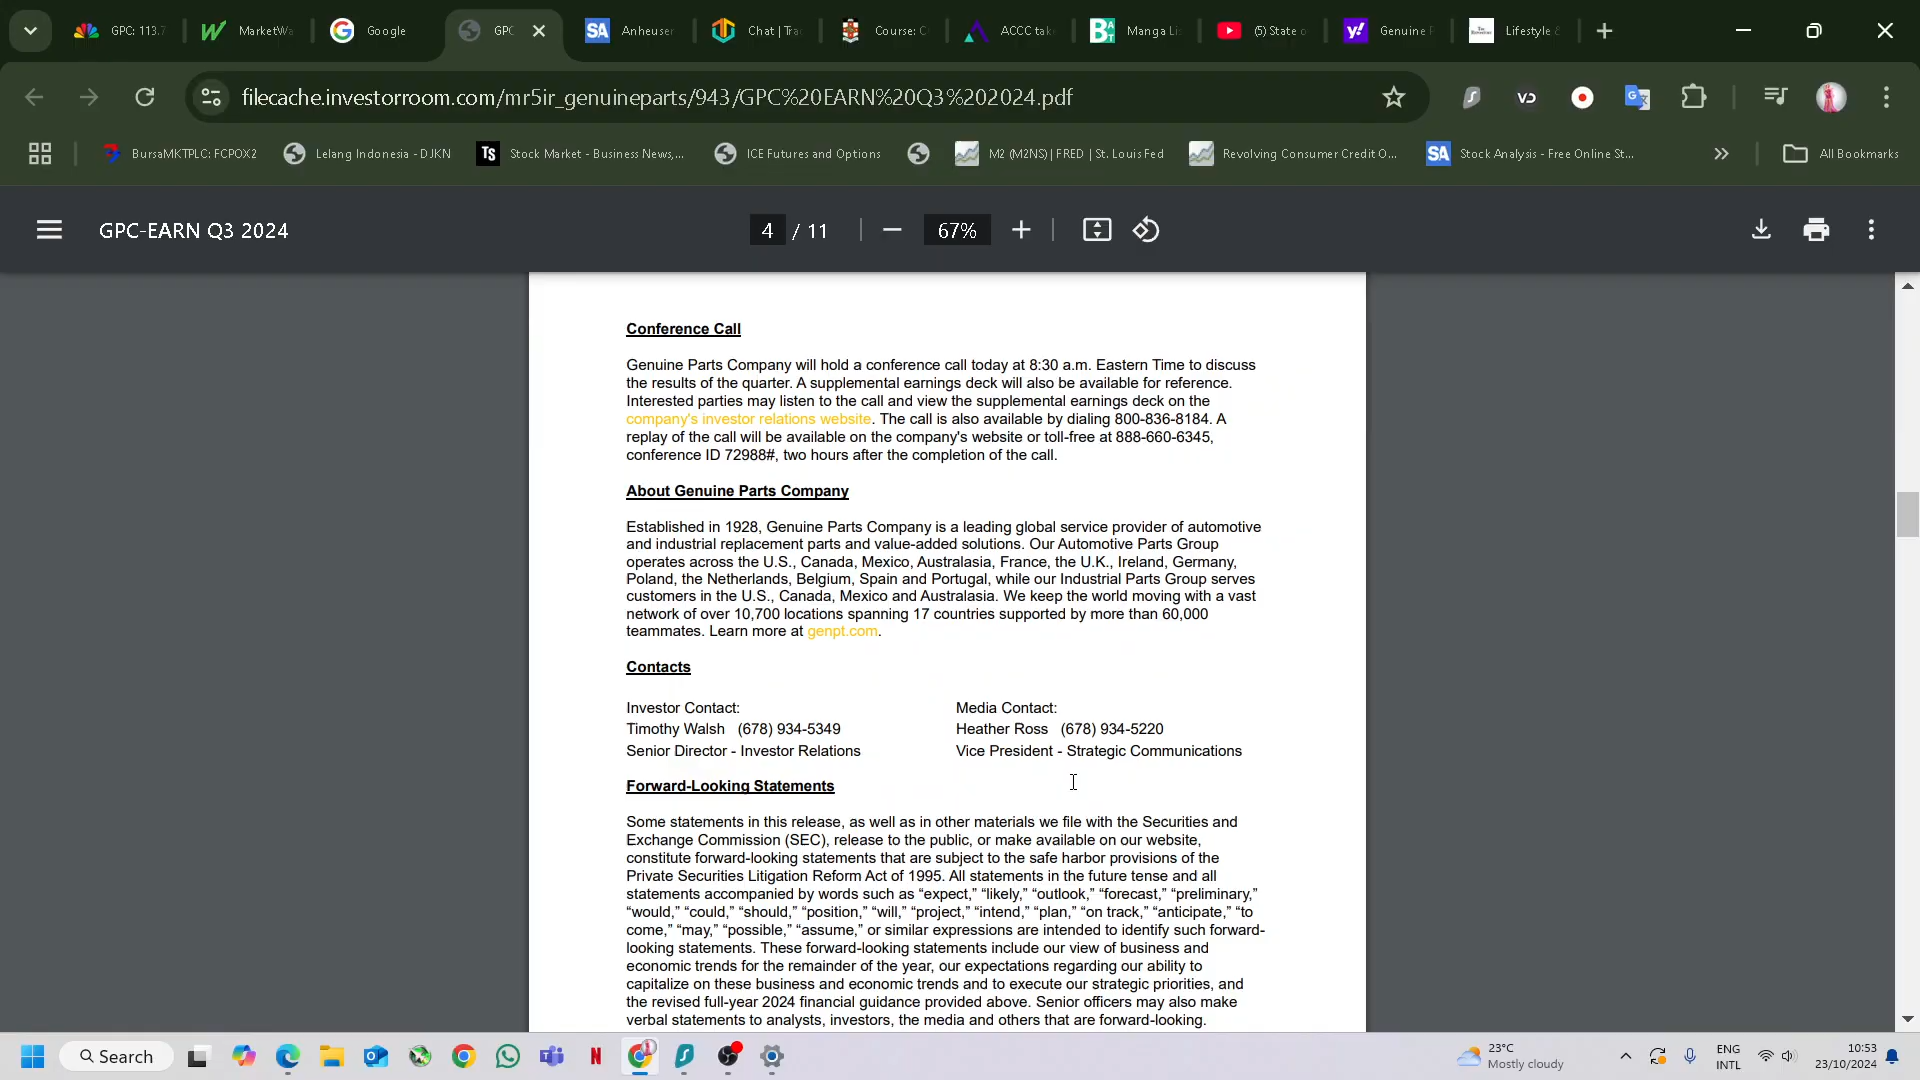 GPC: 113.7
MarketWa
Google
GPC
Anheuser
Chat | Tra
Course: C
ACCC tak
Manga Li
(5) State o
Genuine P
Lifestyle &
filecache.investorroom.com/mr5ir_genuineparts/943/GPC%20EARN%20Q3%202024.pdf
BursaMKTPLC: FCPOX2
Lelang Indonesia - DJKN
Stock Market - Business News,...
ICE Futures and Options
M2 (M2NS) | FRED | St. Louis Fed
Revolving Consumer Credit O...
Stock Analysis - Free Online St...
All Bookmarks
GPC-EARN Q3 2024
4 / 11
67%
Conference Call
Genuine Parts Company will hold a conference call today at 8:30 a.m. Eastern Time to discuss
the results of the quarter. A supplemental earnings deck will also be available for reference.
Interested parties may listen to the call and view the supplemental earnings deck on the
company's investor relations website. The call is also available by dialing 800-836-8184. A
replay of the call will be available on the company's website or toll-free at 888-660-6345,
conference ID 72988#, two hours after the completion of the call.
About Genuine Parts Company
Established in 1928, Genuine Parts Company is a leading global service provider of automotive
and industrial replacement parts and value-added solutions. Our Automotive Parts Group
operates across the U.S., Canada, Mexico, Australasia, France, the U.K., Ireland, Germany,
Poland, the Netherlands, Belgium, Spain and Portugal, while our Industrial Parts Group serves
customers in the U.S., Canada, Mexico and Australasia. We keep the world moving with a vast
network of over 10,700 locations spanning 17 countries supported by more than 60,000
teammates. Learn more at genpt.com.
Contacts
Investor Contact:
Timothy Walsh (678) 934-5349
Senior Director - Investor Relations
Media Contact:
Heather Ross (678) 934-5220
Vice President - Strategic Communications
Forward-Looking Statements
Some statements in this release, as well as in other materials we file with the Securities and
Exchange Commission (SEC), release to the public, or make available on our website,
constitute forward-looking statements that are subject to the safe harbor provisions of the
Private Securities Litigation Reform Act of 1995. All statements in the future tense and all
statements accompanied by words such as “expect,” “likely,” “outlook,” “forecast,” “preliminary,”
“would,” “could,” “should,” “position,” “will,” “project,” “intend,” “plan,” “on track,” “anticipate,” “to
come,” “may,” “possible,” “assume,” or similar expressions are intended to identify such forward-
looking statements. These forward-looking statements include our view of business and
economic trends for the remainder of the year, our expectations regarding our ability to
capitalize on these business and economic trends and to execute our strategic priorities, and
the revised full-year 2024 financial guidance provided above. Senior officers may also make
verbal statements to analysts, investors, the media and others that are forward-looking.
Search
23°C
Mostly cloudy
ENG
INTL
10:53
23/10/2024